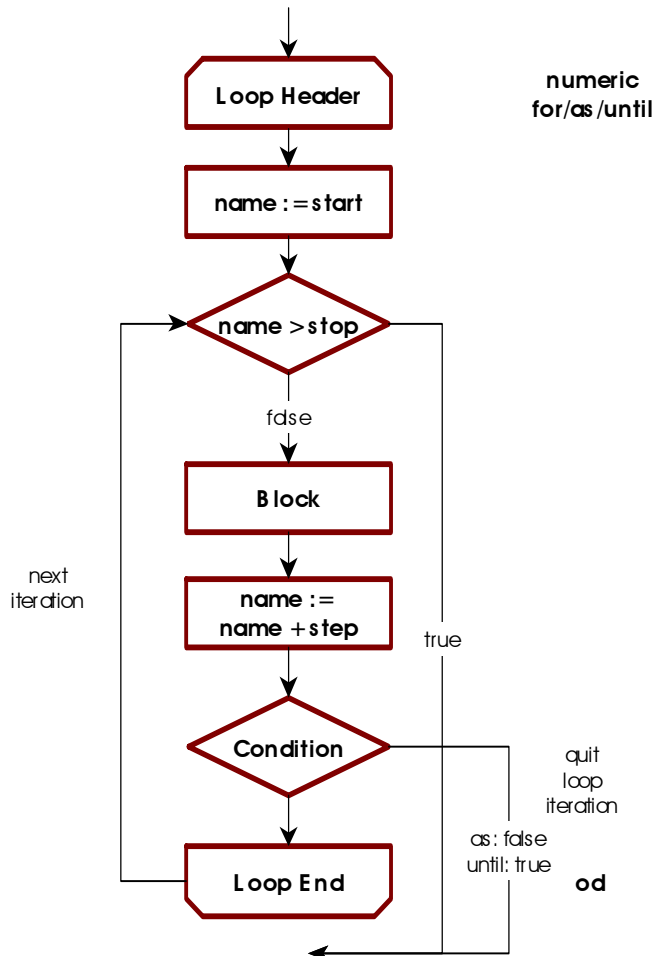 Loop Header
numeric
for/as/until
name :=start
name >stop
false
Block
next
iteration
name :=
name +step
true
Condition
quit
loop
iteration
as: false
until: true
Loop End
od